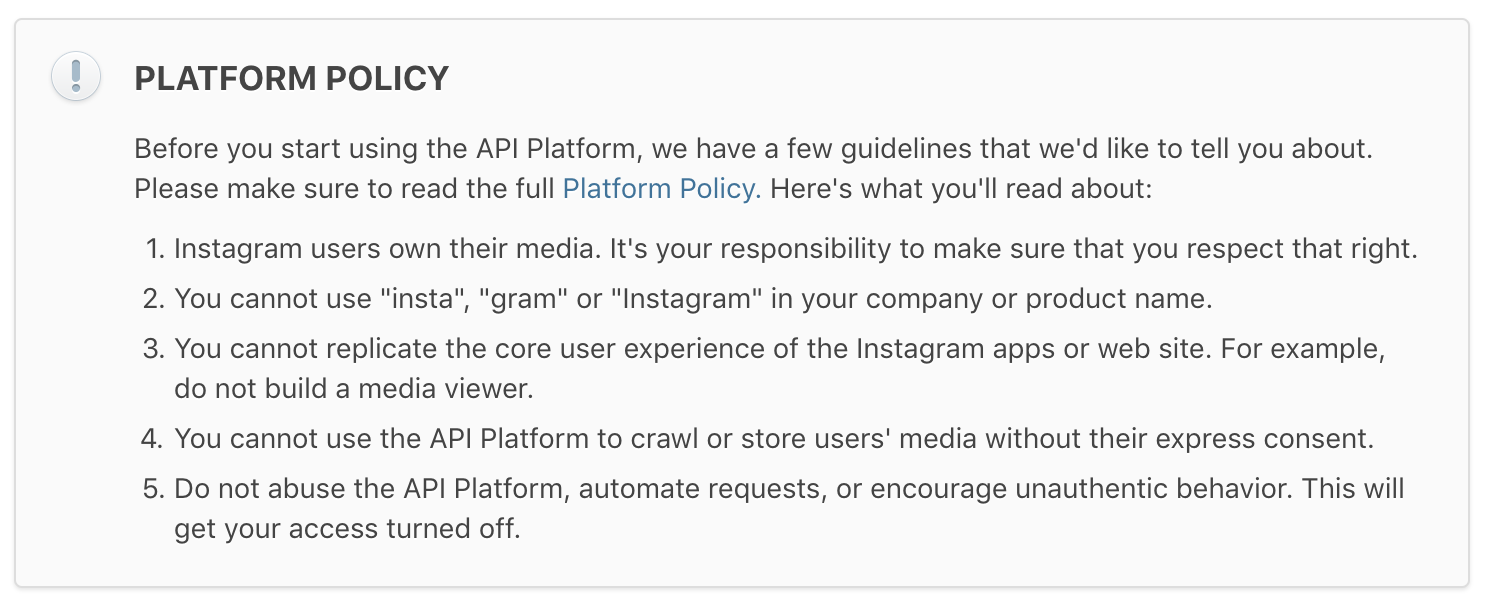 PLATFORM POLICY
Before you start using the API Platform, we have a few guidelines that we'd like to tell you about.
Please make sure to read the full Platform Policy. Here's what you'll read about:
1. Instagram users own their media. It's your responsibility to make sure that you respect that right.
2. You cannot use "insta", "gram" or "Instagram" in your company or product name.
3. You cannot replicate the core user experience of the Instagram apps or web site. For example,
do not build a media viewer.
4. You cannot use the API Platform to crawl or store users' media without their express consent.
5. Do not abuse the API Platform, automate requests, or encourage unauthentic behavior. This will
get your access turned off.